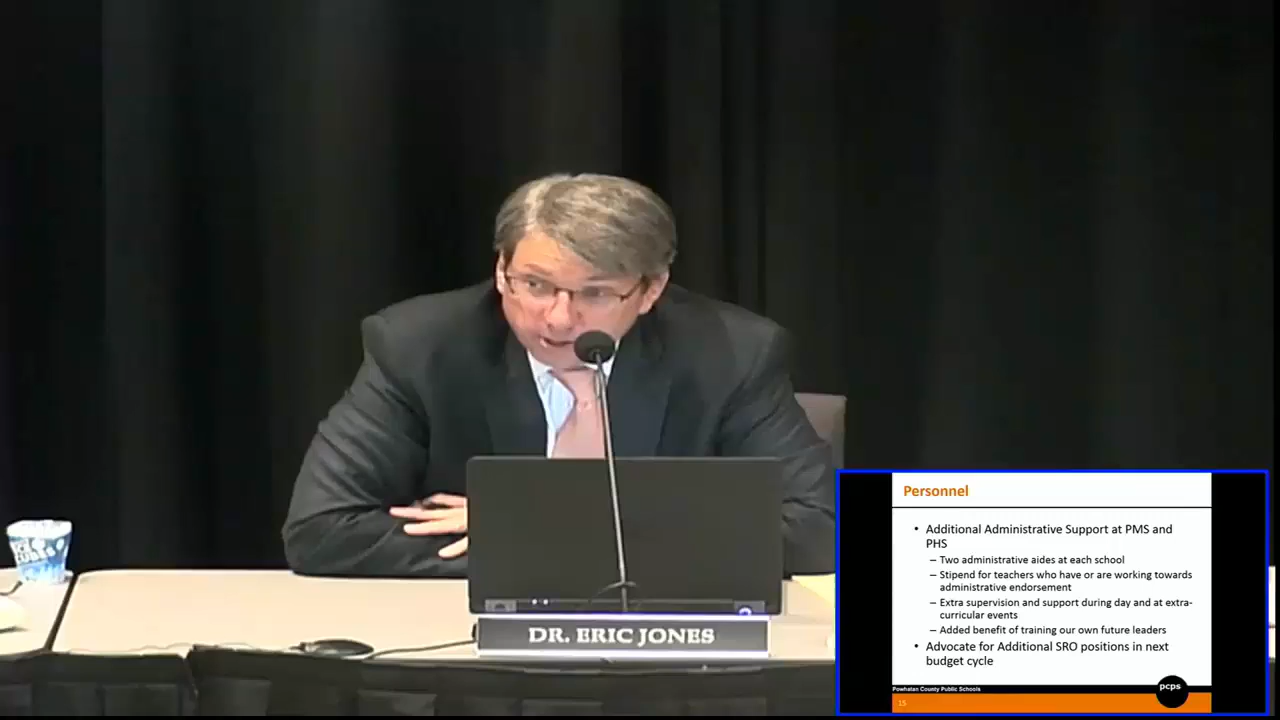 ICE
CUBES
DR. ERIC JONES
Personnel
• Additional Administrative Support at PMS and
PHS
– Two administrative aides at each school
– Stipend for teachers who have or are working towards
administrative endorsement
– Extra supervision and support during day and at extra-
curricular events
– Added benefit of training our own future leaders
• Advocate for Additional SRO positions in next
budget cycle
Powhatan County Public Schools
pcps
15